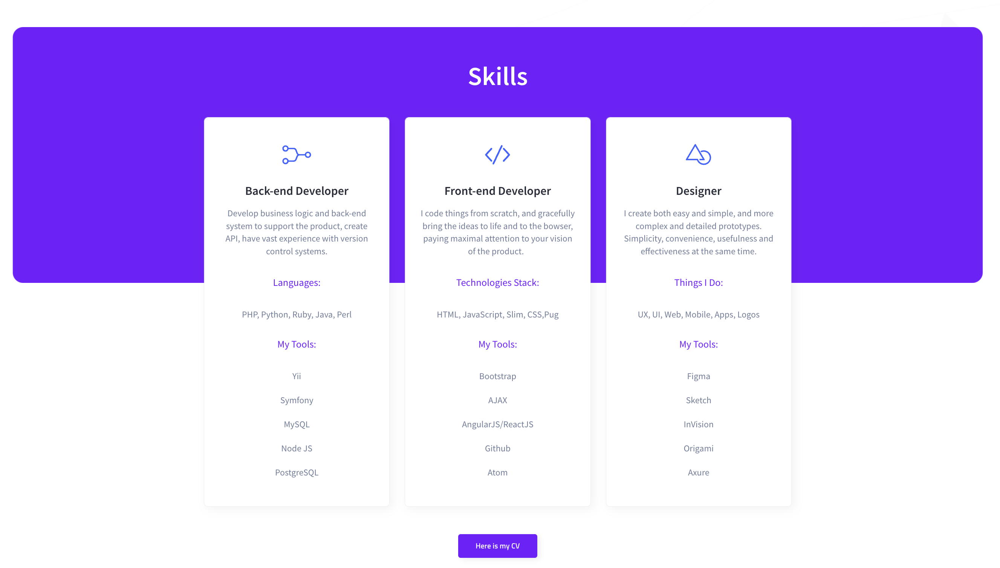 Skills
Back-end Developer
Develop business logic and back-end
system to support the product, create
API, have vast experience with version
control systems.
Languages:
PHP, Python, Ruby, Java, Perl
My Tools:
Yii
Symfony
MySQL
Node JS
PostgreSQL
Front-end Developer
I code things from scratch, and gracefully
bring the ideas to life and to the bowser,
paying maximal attention to your vision
of the product.
Technologies Stack:
HTML, JavaScript, Slim, CSS,Pug
My Tools:
Bootstrap
AJAX
AngularJS/ReactJS
Github
Atom
Designer
I create both easy and simple, and more
complex and detailed prototypes.
Simplicity, convenience, usefulness and
effectiveness at the same time.
Things I Do:
UX, UI, Web, Mobile, Apps, Logos
My Tools:
Figma
Sketch
InVision
Origami
Axure
Here is my CV